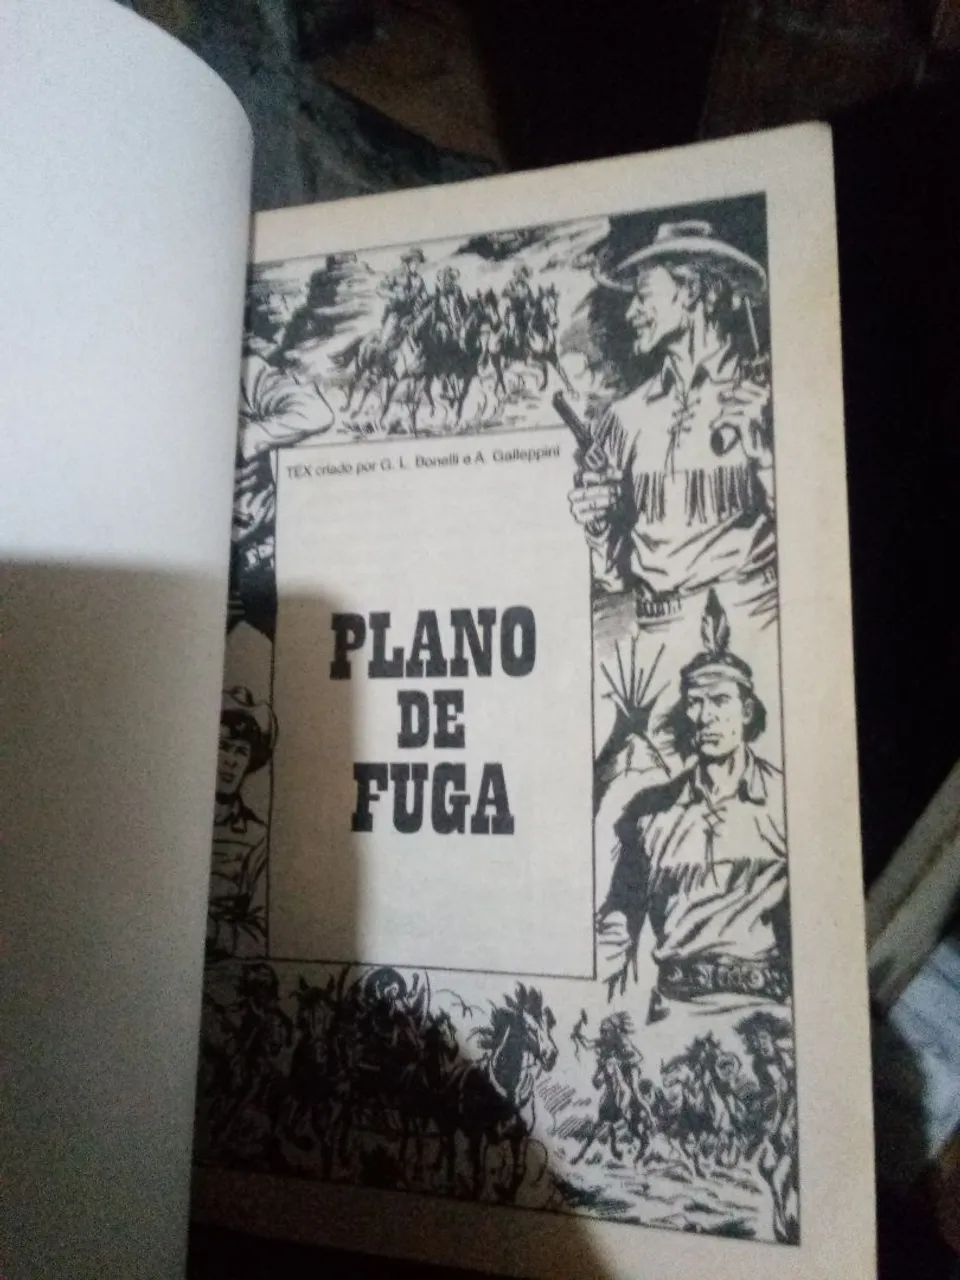 TEX criado por G. L. Bonelli e A. Galleppini
PLANO
DE
FUGA